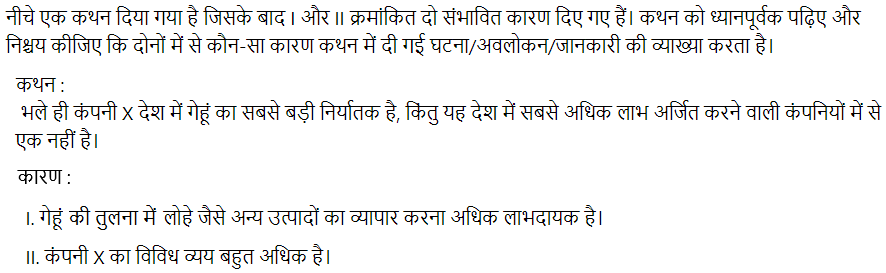 नीचे एक कथन दिया गया है जिसके बाद I और II क्रमांकित दो संभावित कारण दिए गए हैं। कथन को ध्यानपूर्वक पढ़िए और
निश्चय कीजिए कि दोनों में से कौन-सा कारण कथन में दी गई घटना/अवलोकन/जानकारी की व्याख्या करता है।
कथन :
भले ही कंपनी X देश में गेहूं का सबसे बड़ी निर्यातक है, किंतु यह देश में सबसे अधिक लाभ अर्जित करने वाली कंपनियों में से
एक नहीं है।
कारण :
I. गेहूं की तुलना में लोहे जैसे अन्य उत्पादों का व्यापार करना अधिक लाभदायक है।
II. कंपनी X का विविध व्यय बहुत अधिक है।